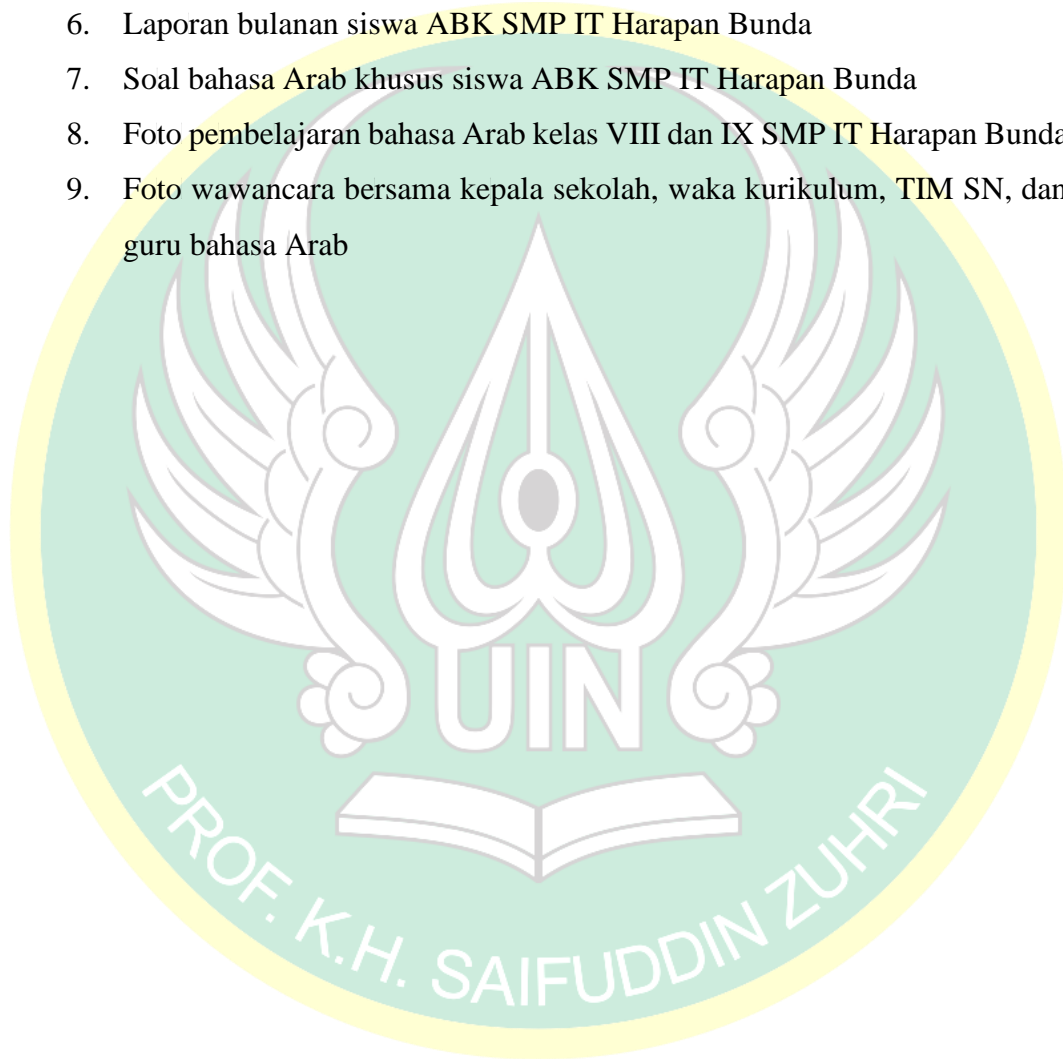 6. Laporan bulanan siswa ABK SMP IT Harapan Bunda
7. Soal bahasa Arab khusus siswa ABK SMP IT Harapan Bunda
8. Foto pembelajaran bahasa Arab kelas VIII dan IX SMP IT Harapan Bunda
9. Foto wawancara bersama kepala sekolah, waka kurikulum, TIM SN, dan
guru bahasa Arab
UIN
PROF. K.H. SAIFUDDIN ZUHRI